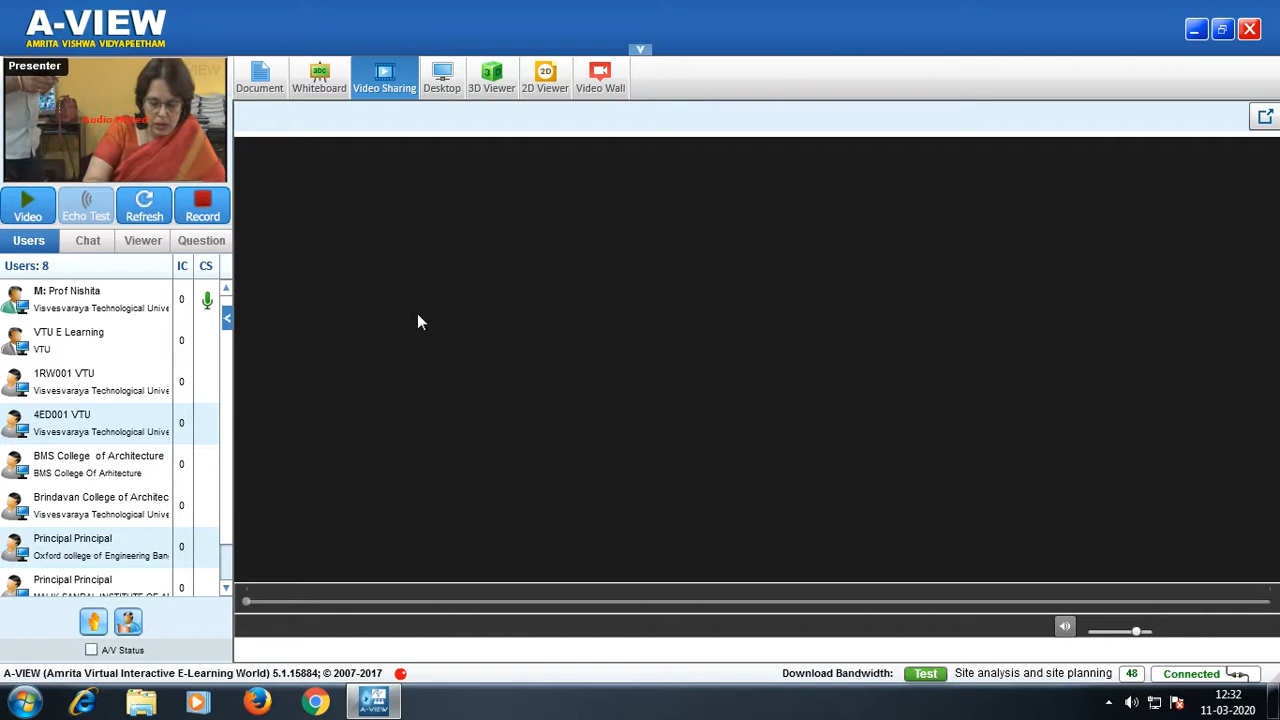 A-VIEW
AMRITA VISHWA VIDYAPEETHAM
Presenter
VIEW
Audio Muted
Document
Whiteboard
Video Sharing
Desktop
3D Viewer
2D Viewer
Video Wall
Video
Echo Test
Refresh
Record
Users
Chat
Viewer
Question
Users: 8
IC
CS
M: Prof Nishita
Visvesvaraya Technological Unive
0
VTU E Learning
VTU
0
1RW001 VTU
Visvesvaraya Technological Unive
0
4ED001 VTU
Visvesvaraya Technological Unive
0
BMS College of Architecture
BMS College Of Arhitecture
0
Brindavan College of Architec
Visvesvaraya Technological Unive
0
Principal Principal
Oxford college of Engineering Ban
0
Principal Principal
0
A/V Status
A-VIEW (Amrita Virtual Interactive E-Learning World) 5.1.15884; © 2007-2017
Download Bandwidth: Test Site analysis and site planning 48 Connected
12:32
11-03-2020